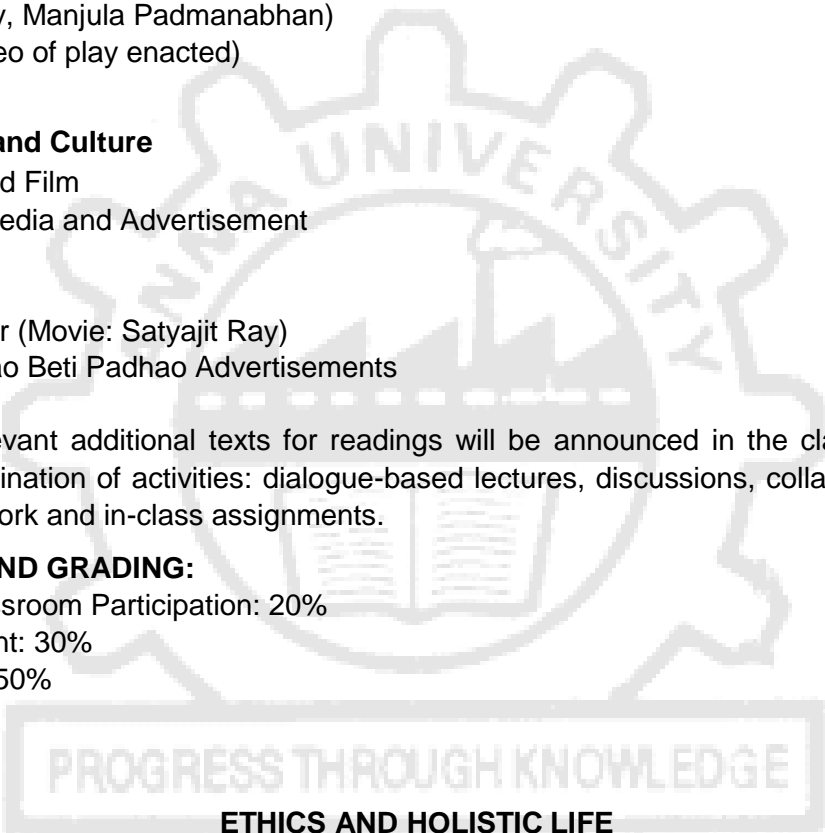 y, Manjula Padmanabhan)
eo of play enacted)
and Culture
d Film
edia and Advertisement
r (Movie: Satyajit Ray)
ao Beti Padhao Advertisements
evant additional texts for readings will be announced in the cla
ination of activities: dialogue-based lectures, discussions, colla
ork and in-class assignments.
ND GRADING:
ssroom Participation: 20%
nt: 30%
50%
NNA UNIVERSITY
PROGRESS THROUGH KNOWLEDGE
ETHICS AND HOLISTIC LIFE